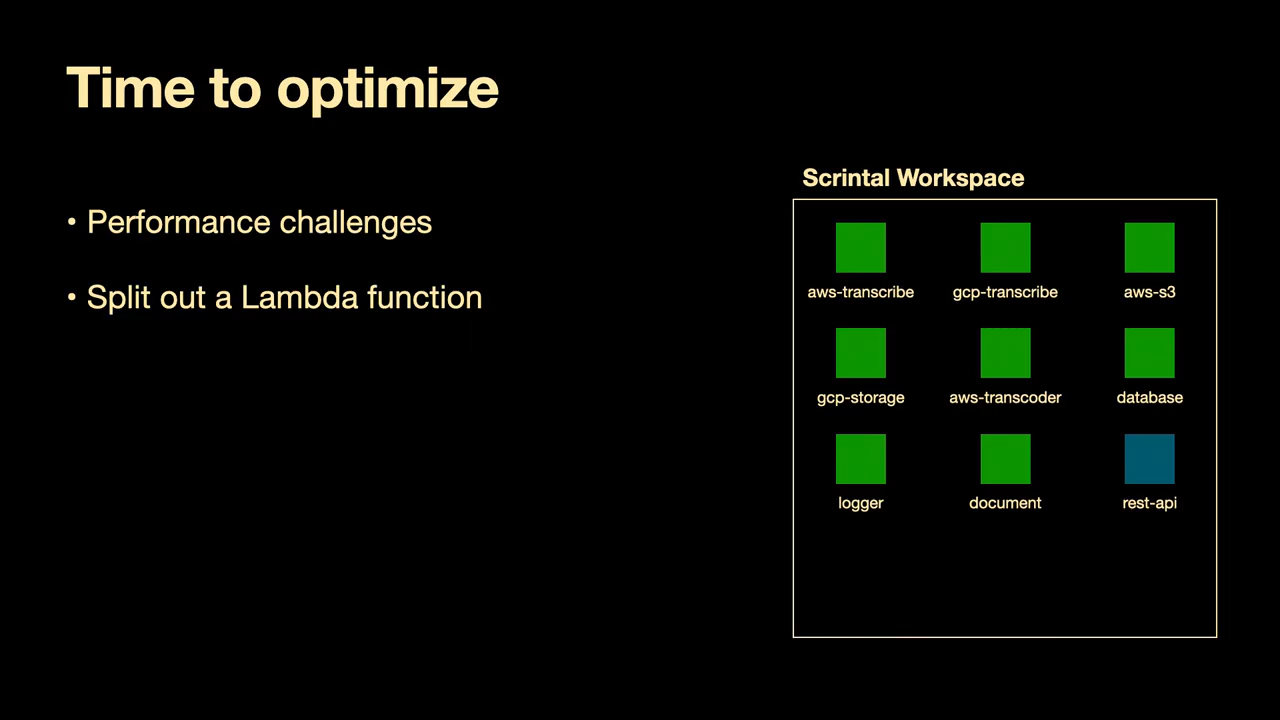 Time to optimize
• Performance challenges
• Split out a Lambda function
Scrintal Workspace
aws-transcribe gcp-transcribe aws-s3
gcp-storage aws-transcoder database
logger document rest-api